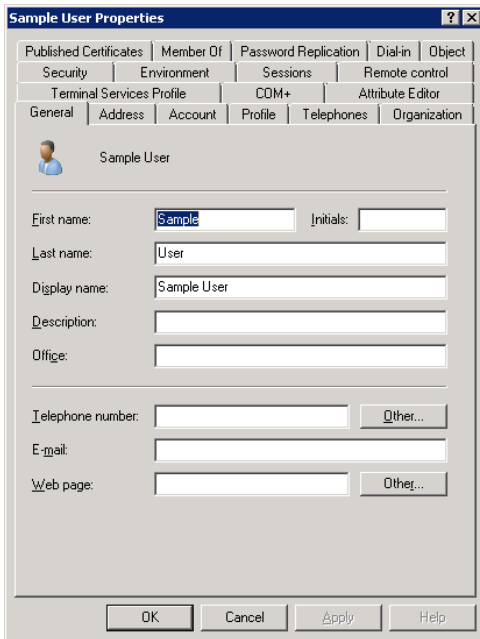 Sample User Properties
Published Certificates Member Of Password Replication Dial-in Object
Security Environment Sessions Remote control
Terminal Services Profile COM+ Attribute Editor
General Address Account Profile Telephones Organization
Sample User
First name: Sample Initials:
Last name: User
Display name: Sample User
Description:
Office:
Telephone number: Other...
E-mail:
Web page: Other...
OK Cancel Apply Help